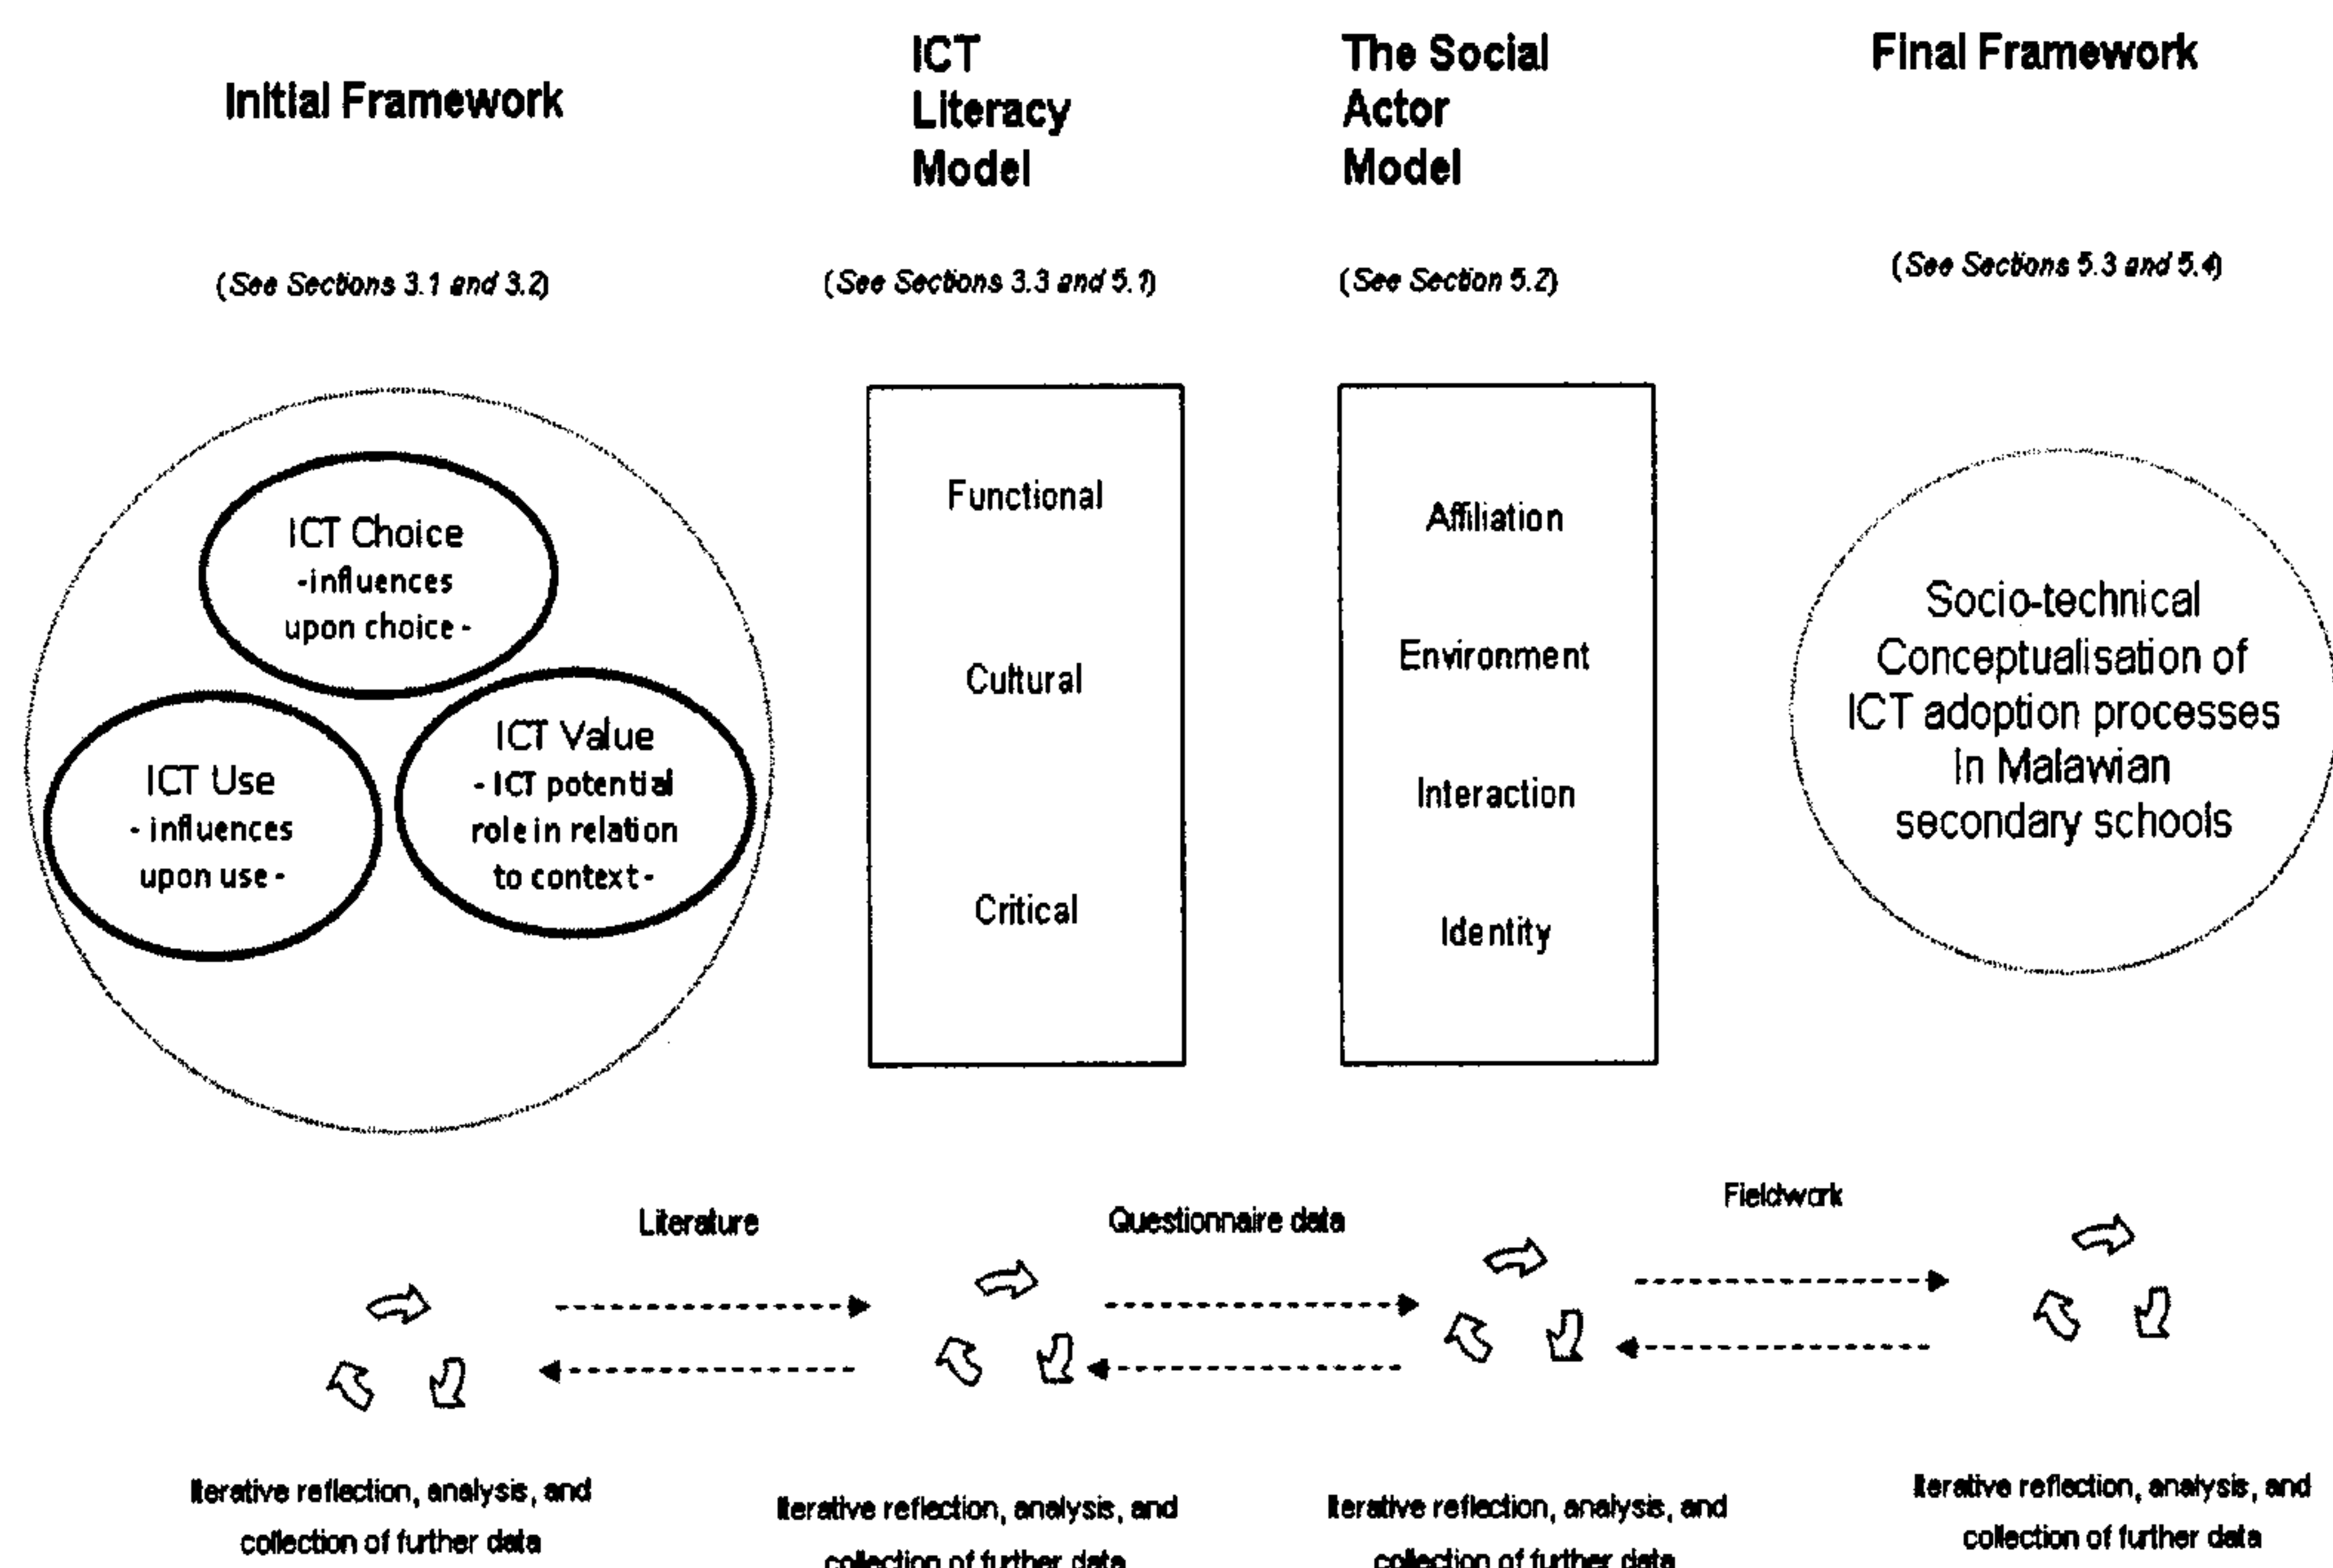 Initial Framework
ICT
Literacy
Model
The Social
Actor
Model
Final Framework
(See Sections 3.1 and 3.2)
(See Sections 3.3 and 5.1)
(See Section 5.2)
(See Sections 5.3 and 5.4)
ICT Choice
-influences
upon choice -
ICT Use
- influences
upon use -
ICT Value
- ICT potential
role in relation
to context -
Functional
Cultural
Critical
Affiliation
Environment
Interaction
Identity
Socio-technical
Conceptualisation of
ICT adoption processes
In Malawian
secondary schools
Literature
Questionnaire data
Fieldwork
Iterative reflection, analysis, and
collection of further data
Iterative reflection, analysis, and
collection of further data
Iterative reflection, analysis, and
collection of further data
Iterative reflection, analysis, and
collection of further data